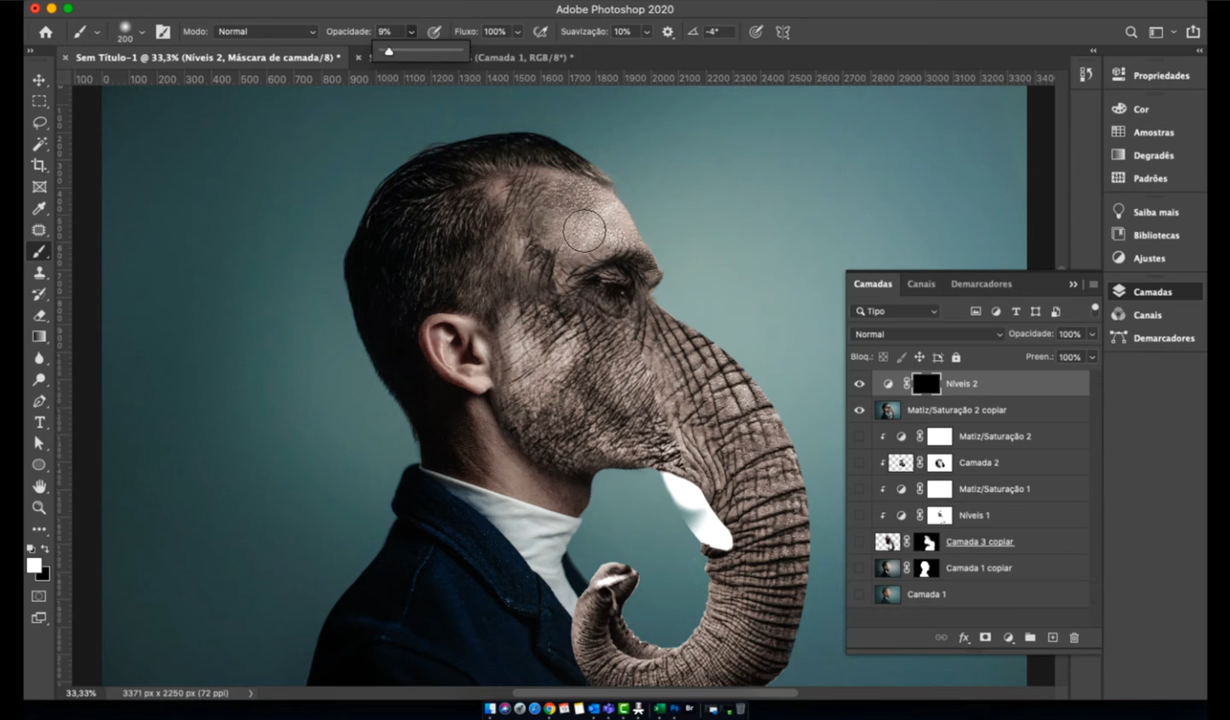 Adobe Photoshop 2020
200 Modo: Normal Opacidade: 9% Fluxo: 100% Suavização: 10% -4°
Sem Título-1 @ 33,3% (Níveis 2, Máscara de camada/8) *
(Camada 1, RGB/8*) *
100 0 100 200 300 400 500 600 700 800 900 1000 1100 1200 1300 1400 1500 1600 1700 1800 1900 2000 2100 2200 2300 2400 2500 2600 2700 2800 2900 3000 3100 3200 3300 340
Propriedades
Cor
Amostras
Degradês
Padrões
Saiba mais
Bibliotecas
Ajustes
Camadas
Canais
Demarcadores
Camadas Canais Demarcadores
Tipo
Normal Opacidade: 100%
Bloq.: Preen.: 100%
Níveis 2
Matiz/Saturação 2 copiar
Matiz/Saturação 2
Camada 2
Matiz/Saturação 1
Níveis 1
Camada 3 copiar
Camada 1 copiar
Camada 1
fx
33,33% 3371 px x 2250 px (72 ppi)
Ps Br